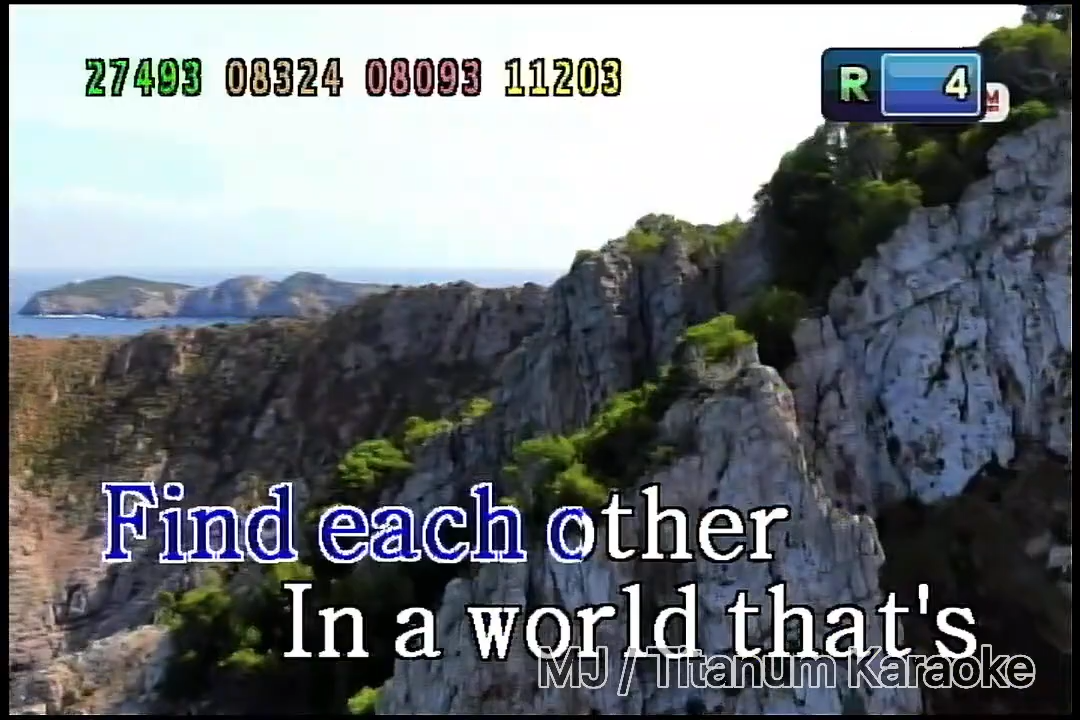 27493 08324 08093 11203
R 4
M
Find each other
In a world that's
MJ / Titanum Karaoke